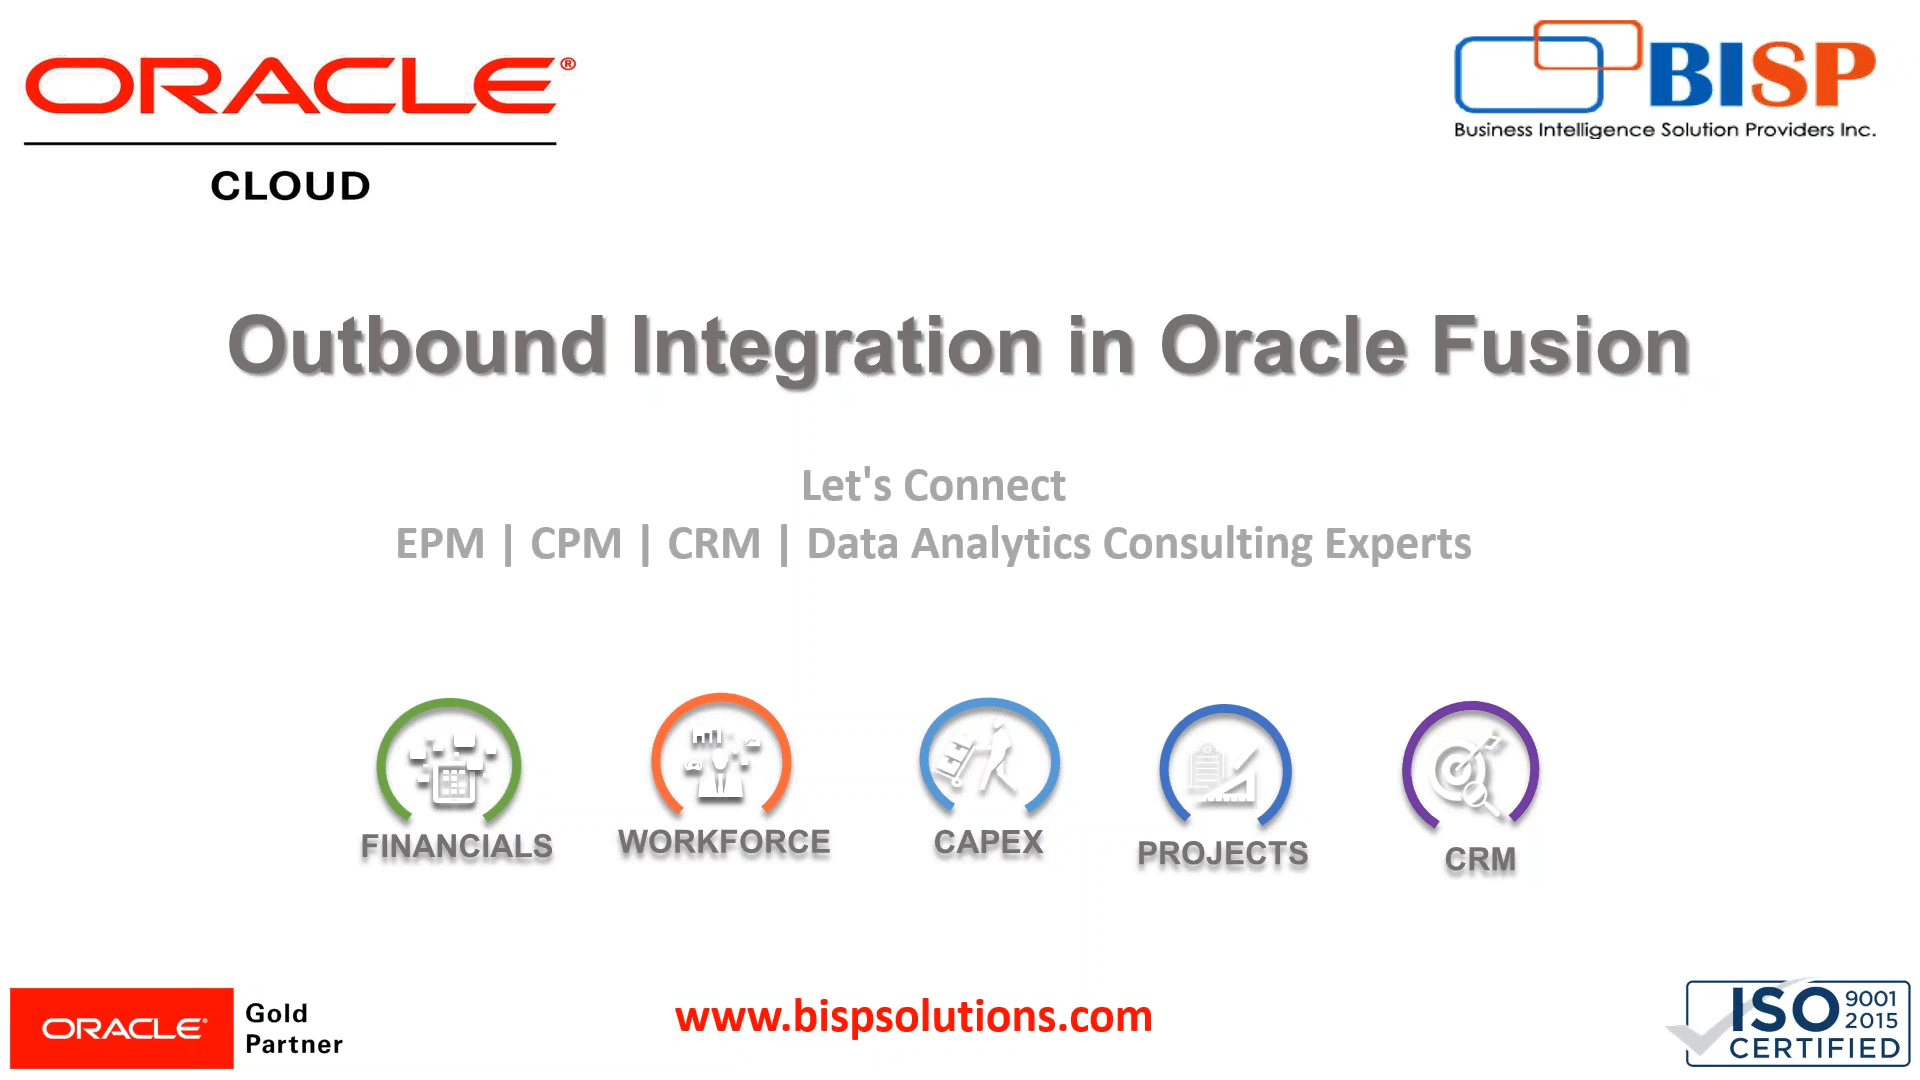 ORACLE®
CLOUD
BISP
Business Intelligence Solution Providers Inc.
Outbound Integration in Oracle Fusion
Let's Connect
EPM | CPM | CRM | Data Analytics Consulting Experts
FINANCIALS
WORKFORCE
CAPEX
PROJECTS
CRM
ORACLE®
Gold
Partner
www.bispsolutions.com
ISO 9001
2015
CERTIFIED